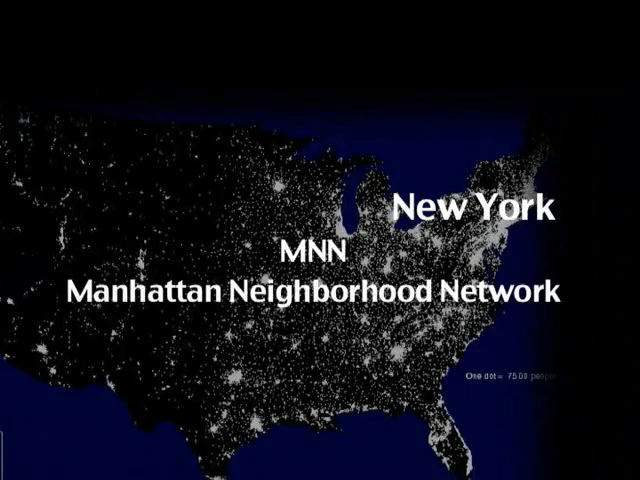 New York
MNN
Manhattan Neighborhood Network
One dot = 7500 people